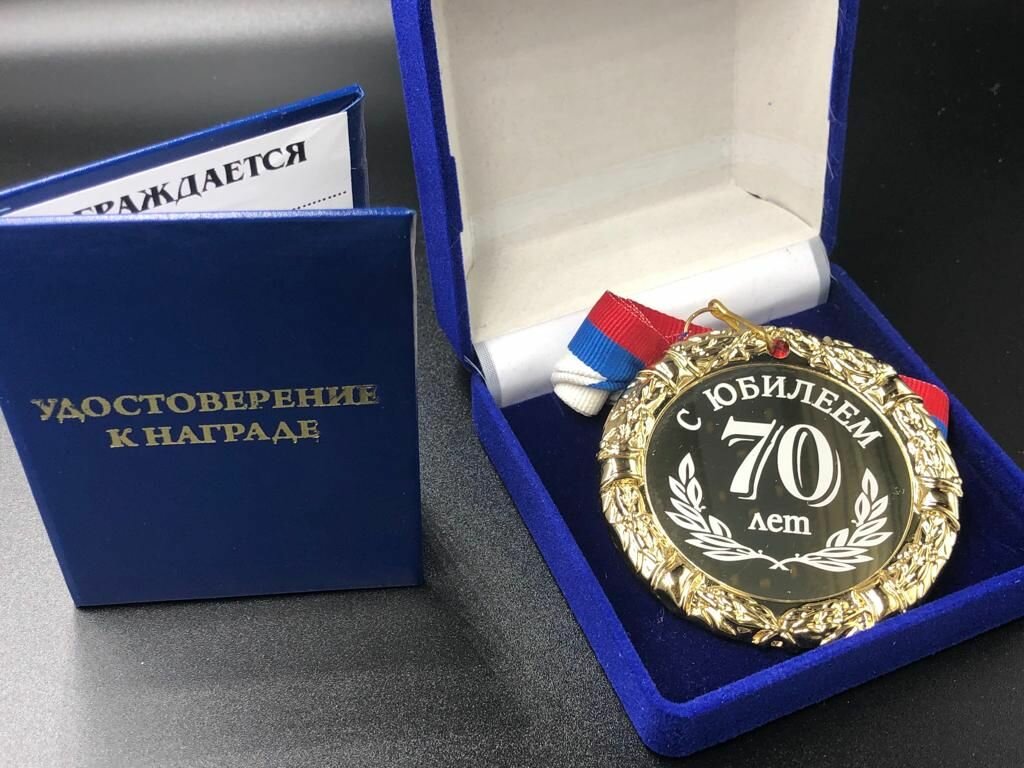 ГРАЖДАЕТСЯ
УДОСТОВЕРЕНИЕ
К НАГРАДЕ
С ЮБИЛЕЕМ
70
лет